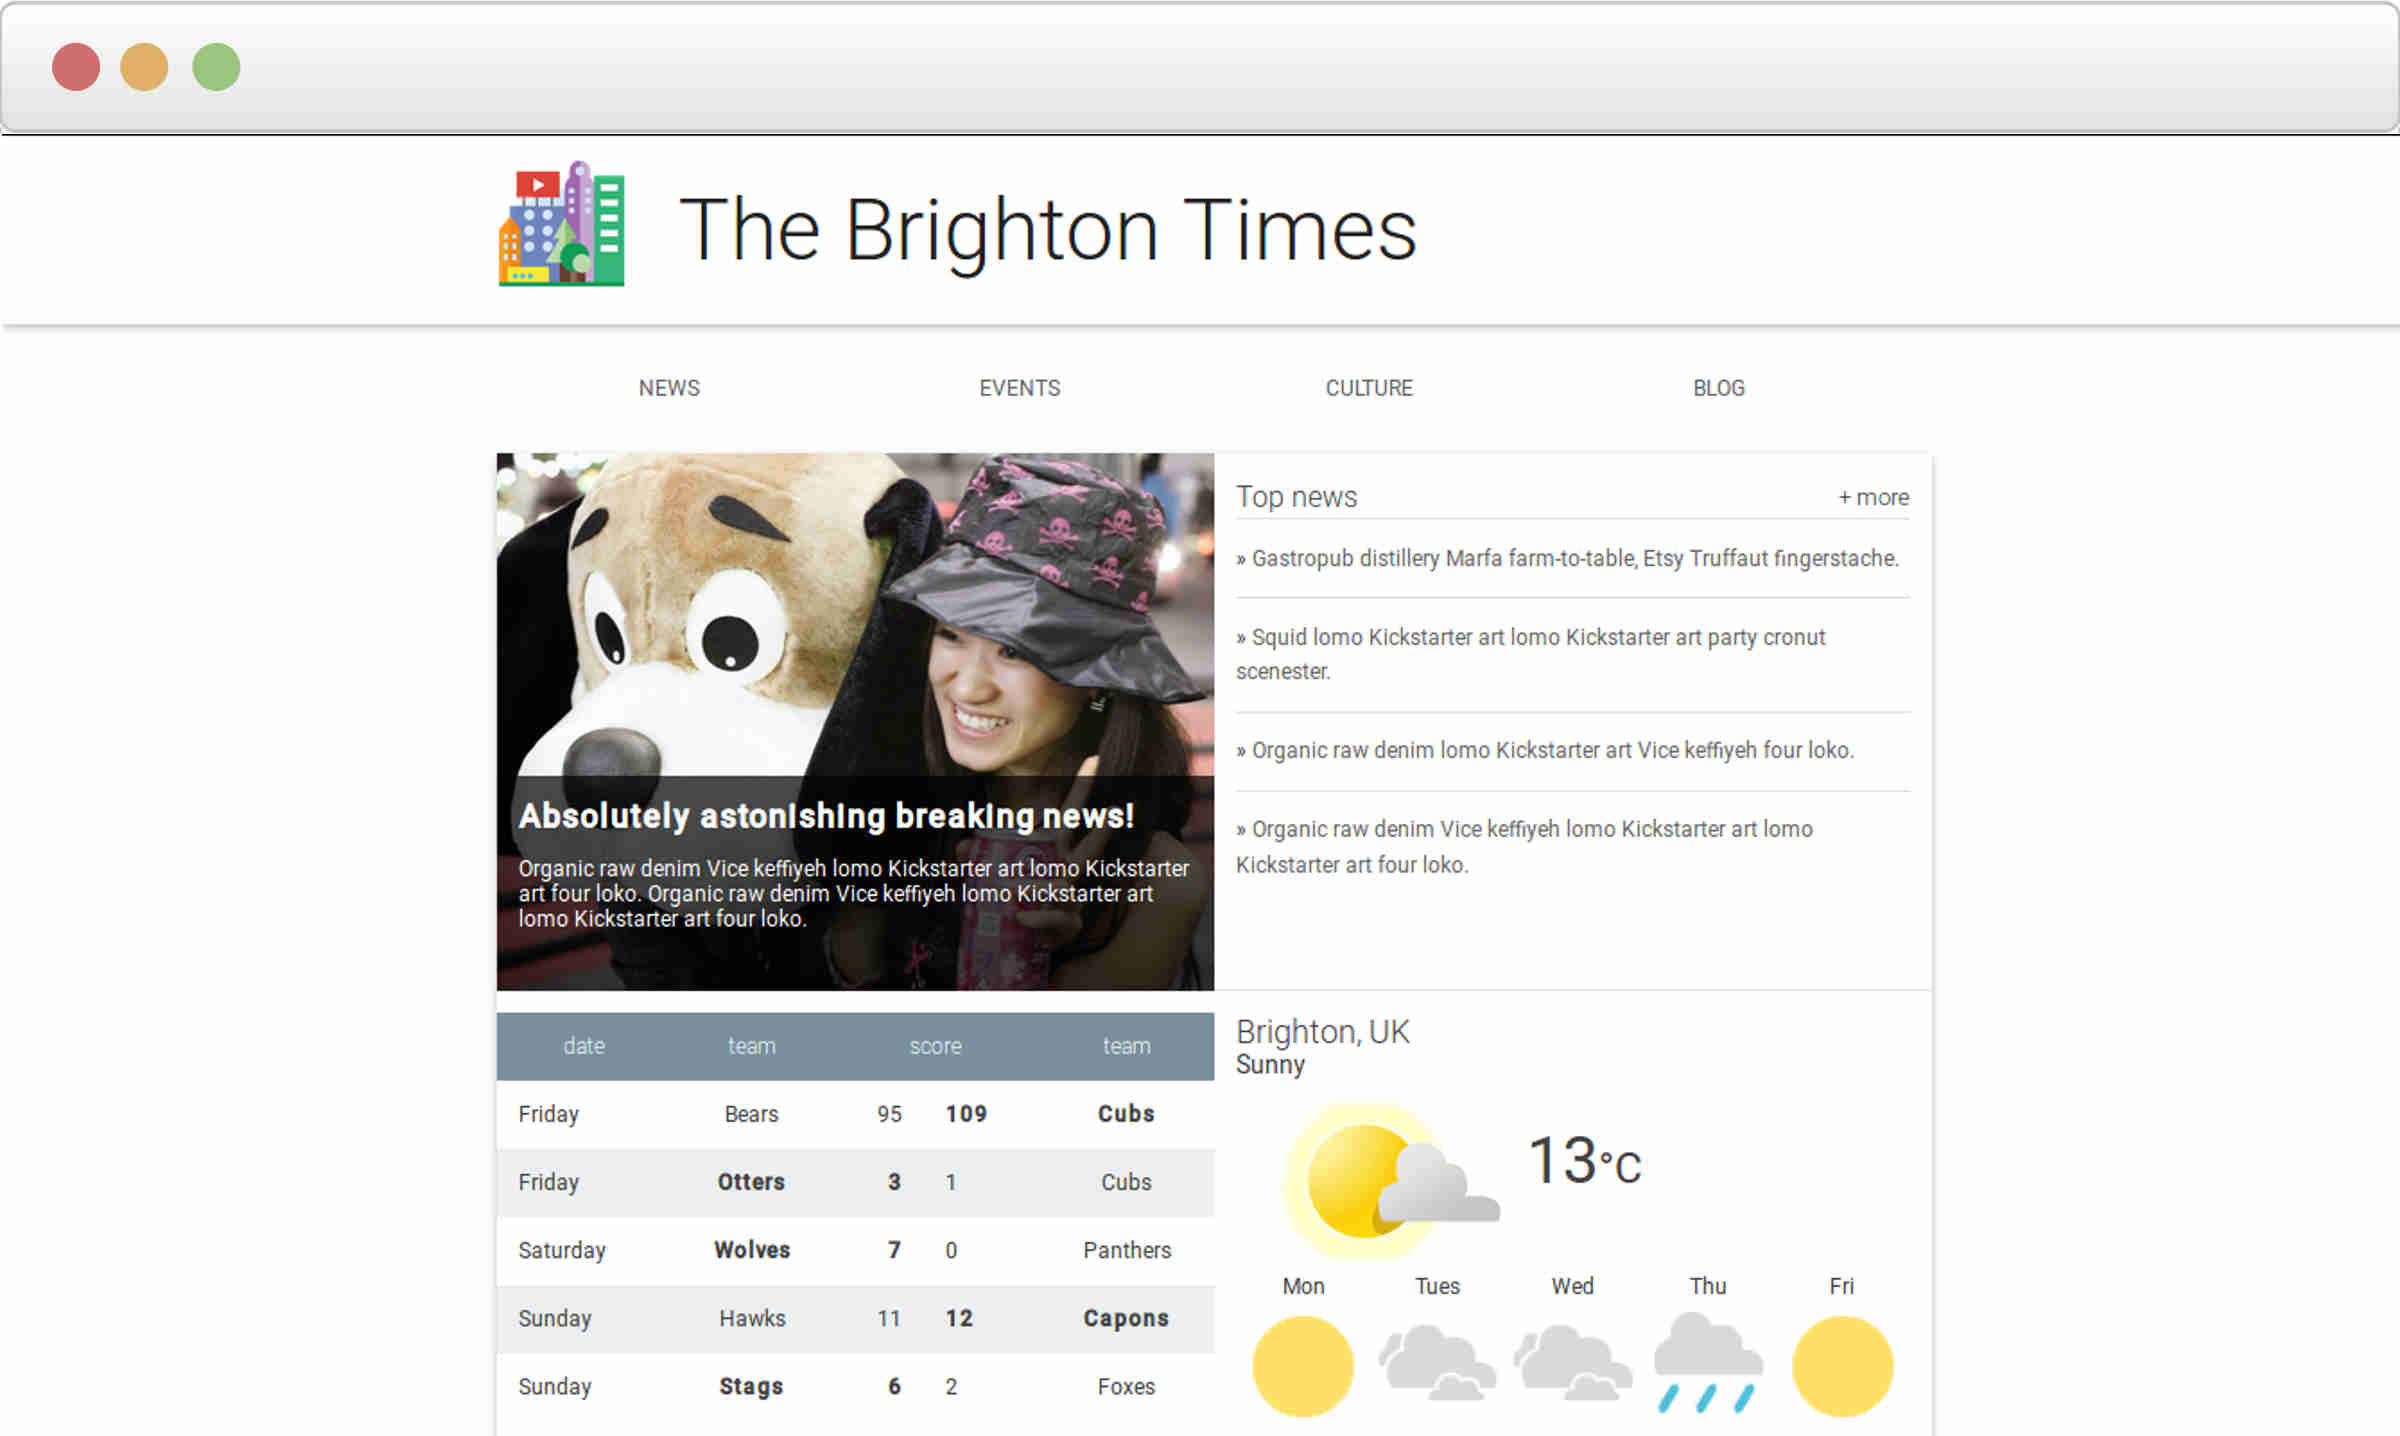 The Brighton Times
NEWS EVENTS CULTURE BLOG
Absolutely astonishing breaking news!
Organic raw denim Vice keffiyeh lomo Kickstarter art lomo Kickstarter
art four loko. Organic raw denim Vice keffiyeh lomo Kickstarter art
lomo Kickstarter art four loko.
Top news + more
» Gastropub distillery Marfa farm-to-table, Etsy Truffaut fingerstache.
» Squid lomo Kickstarter art lomo Kickstarter art party cronut
scenester.
» Organic raw denim lomo Kickstarter art Vice keffiyeh four loko.
» Organic raw denim Vice keffiyeh lomo Kickstarter art lomo
Kickstarter art four loko.
date team score team
Friday Bears 95 109 Cubs
Friday Otters 3 1 Cubs
Saturday Wolves 7 0 Panthers
Sunday Hawks 11 12 Capons
Sunday Stags 6 2 Foxes
Brighton, UK
Sunny
13°C
Mon Tues Wed Thu Fri